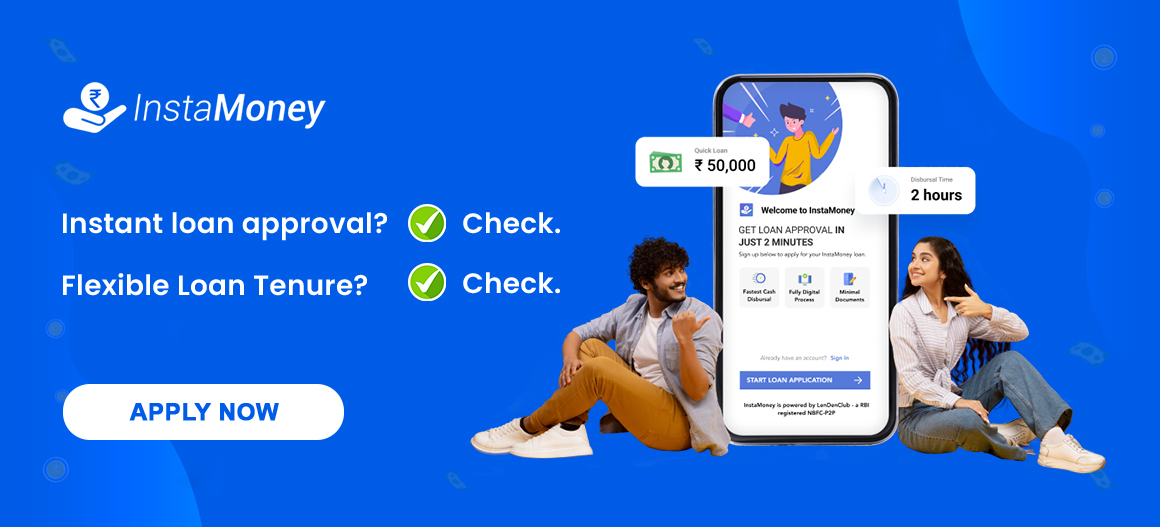 ₹
InstaMoney
Instant loan approval? Check.
Flexible Loan Tenure? Check.
APPLY NOW
Quick Loan
₹ 50,000
Disbursal Time
2 hours
Welcome to InstaMoney
GET LOAN APPROVAL IN
JUST 2 MINUTES
Sign up below to apply for your InstaMoney loan.
Fastest Cash
Disbursal
Fully Digital
Process
Minimal
Documents
Already have an account? Sign in
START LOAN APPLICATION
InstaMoney is powered by LenDenClub - a RBI
registered NBFC-P2P